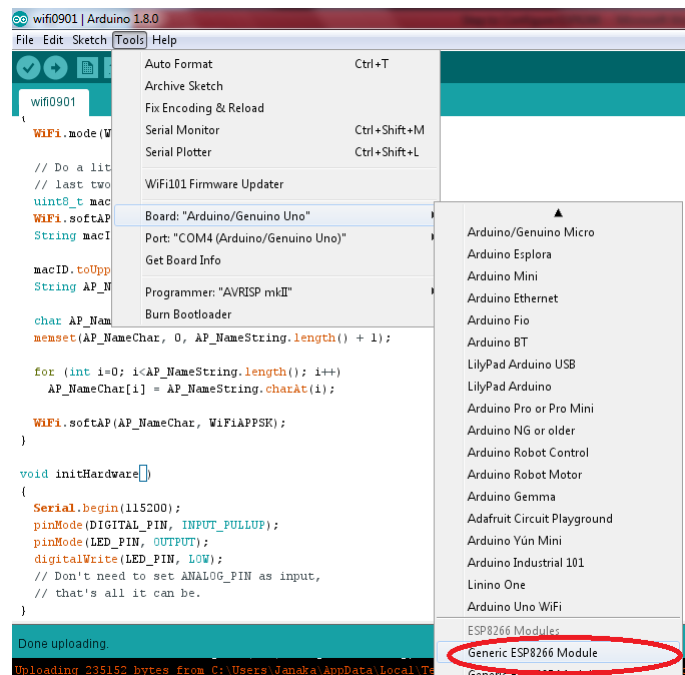 wifi0901 | Arduino 1.8.0
File Edit Sketch Tools Help
Auto Format Ctrl+T
Archive Sketch
Fix Encoding & Reload
Serial Monitor Ctrl+Shift+M
Serial Plotter Ctrl+Shift+L
WiFi101 Firmware Updater
Board: "Arduino/Genuino Uno"
Port: "COM4 (Arduino/Genuino Uno)"
Get Board Info
Programmer: "AVRISP mkII"
Burn Bootloader
wifi0901
{
WiFi.mode(W
// Do a lit
// last two
uint8_t mac
WiFi.softAP
String macI
macID.toUpp
String AP_N
char AP_Nam
memset(AP_NameChar, 0, AP_NameString.length() + 1);
for (int i=0; i<AP_NameString.length(); i++)
AP_NameChar[i] = AP_NameString.charAt(i);
WiFi.softAP(AP_NameChar, WiFiAPPSK);
}
void initHardware()
{
Serial.begin(115200);
pinMode(DIGITAL_PIN, INPUT_PULLUP);
pinMode(LED_PIN, OUTPUT);
digitalWrite(LED_PIN, LOW);
// Don't need to set ANALOG_PIN as input,
// that's all it can be.
}
Arduino/Genuino Micro
Arduino Esplora
Arduino Mini
Arduino Ethernet
Arduino Fio
Arduino BT
LilyPad Arduino USB
LilyPad Arduino
Arduino Pro or Pro Mini
Arduino NG or older
Arduino Robot Control
Arduino Robot Motor
Arduino Gemma
Adafruit Circuit Playground
Arduino Yún Mini
Arduino Industrial 101
Linino One
Arduino Uno WiFi
ESP8266 Modules
Generic ESP8266 Module
Done uploading.
Uploading 235152 bytes from C:\Users\Janaka\AppData\Local\Te